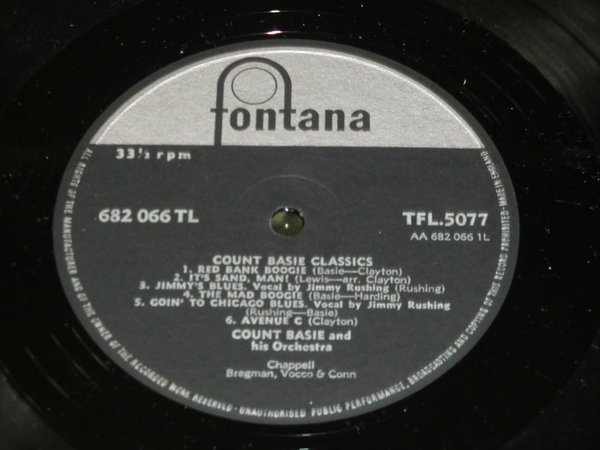 fontana
33⅓ rpm
682 066 TL
TFL.5077
AA 682 066 1L
COUNT BASIE CLASSICS
1. RED BANK BOOGIE (Basie—Clayton)
2. IT'S SAND, MAN! (Lewis—arr. Clayton)
3. JIMMY'S BLUES. Vocal by Jimmy Rushing (Rushing)
4. THE MAD BOOGIE (Basie—Harding)
5. GOIN' TO CHICAGO BLUES. Vocal by Jimmy Rushing
(Rushing—Basie)
6. AVENUE C (Clayton)
COUNT BASIE and
his Orchestra
Chappell
Bregman, Vocco & Conn
ALL RIGHTS OF THE MANUFACTURER AND OF THE OWNER OF THE RECORDED WORK RESERVED—UNAUTHORISED PUBLIC PERFORMANCE, BROADCASTING AND COPYING OF THIS RECORD PROHIBITED—MADE IN ENGLAND